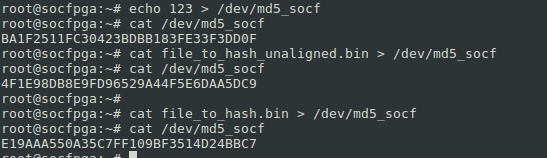 root@socfpga:~# echo 123 > /dev/md5_socf
root@socfpga:~# cat /dev/md5_socf
BA1F2511FC30423BDBB183FE33F3DD0F
root@socfpga:~# cat file_to_hash_unaligned.bin > /dev/md5_socf
root@socfpga:~# cat /dev/md5_socf
4F1E98DB8E9FD96529A44F5E6DAA5DC9
root@socfpga:~#
root@socfpga:~# cat file_to_hash.bin > /dev/md5_socf
root@socfpga:~# cat /dev/md5_socf
E19AAA550A35C7FF109BF3514D24BBC7
root@socfpga:~#